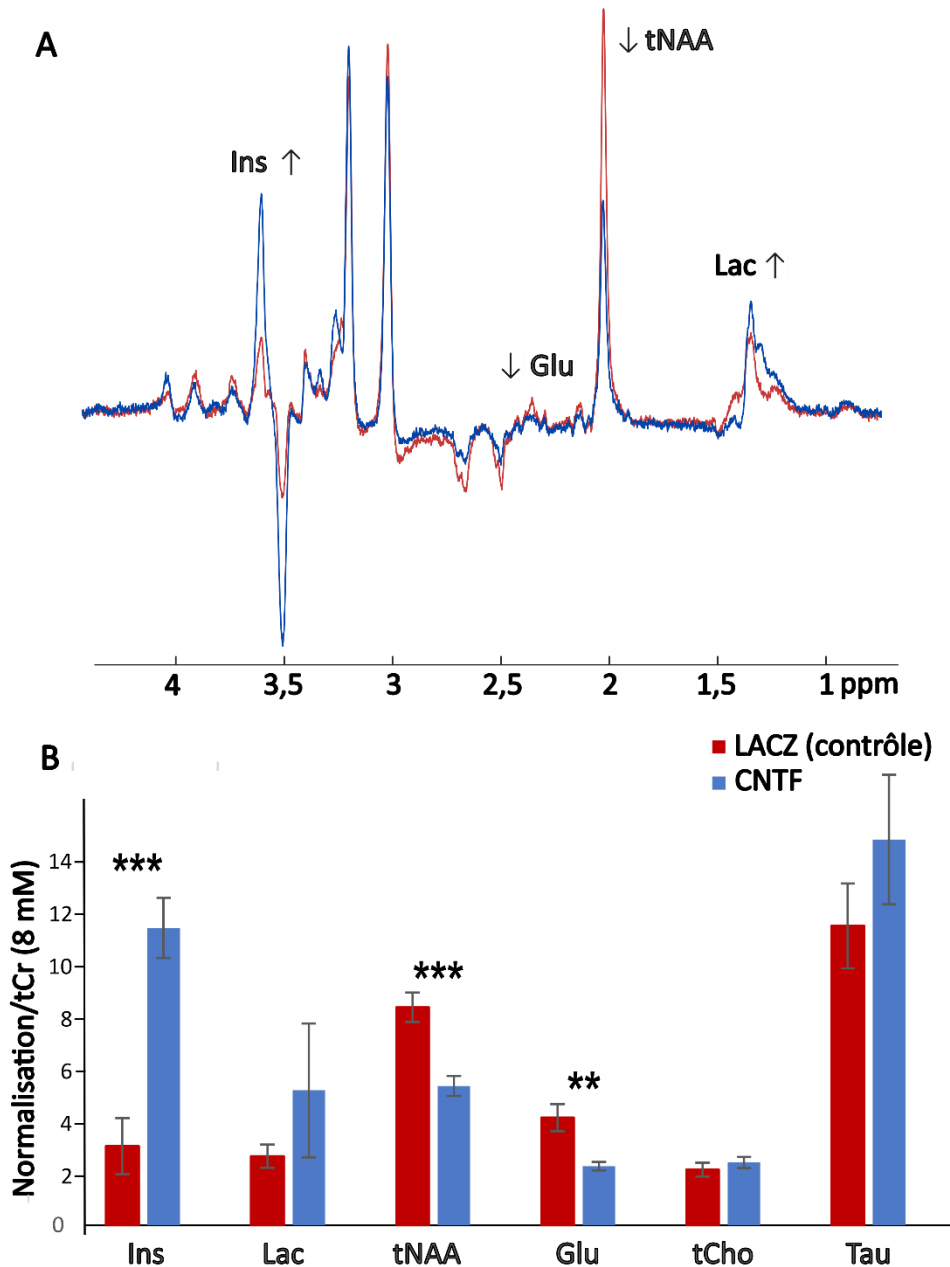 A
↓ tNAA
Ins ↑
Lac ↑
↓ Glu
4 3,5 3 2,5 2 1,5 1 ppm
B
LACZ (contrôle)
CNTF
Normalisation/tCr (8 mM)
14
12
10
8
6
4
2
0
***
***
**
Ins Lac tNAA Glu tCho Tau